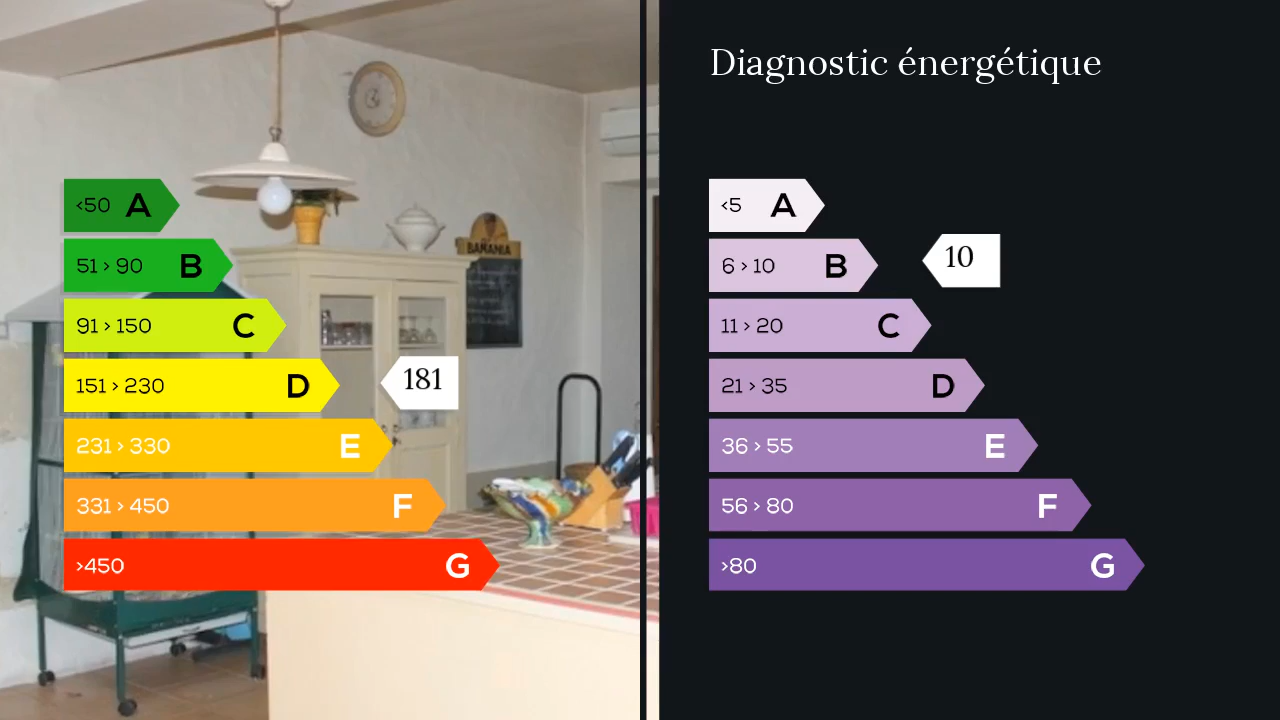 Diagnostic énergétique
<50 A
51 > 90 B
91 > 150 C
151 > 230 D
181
231 > 330 E
331 > 450 F
>450 G
BANANIA
<5 A
6 > 10 B
10
11 > 20 C
21 > 35 D
36 > 55 E
56 > 80 F
>80 G